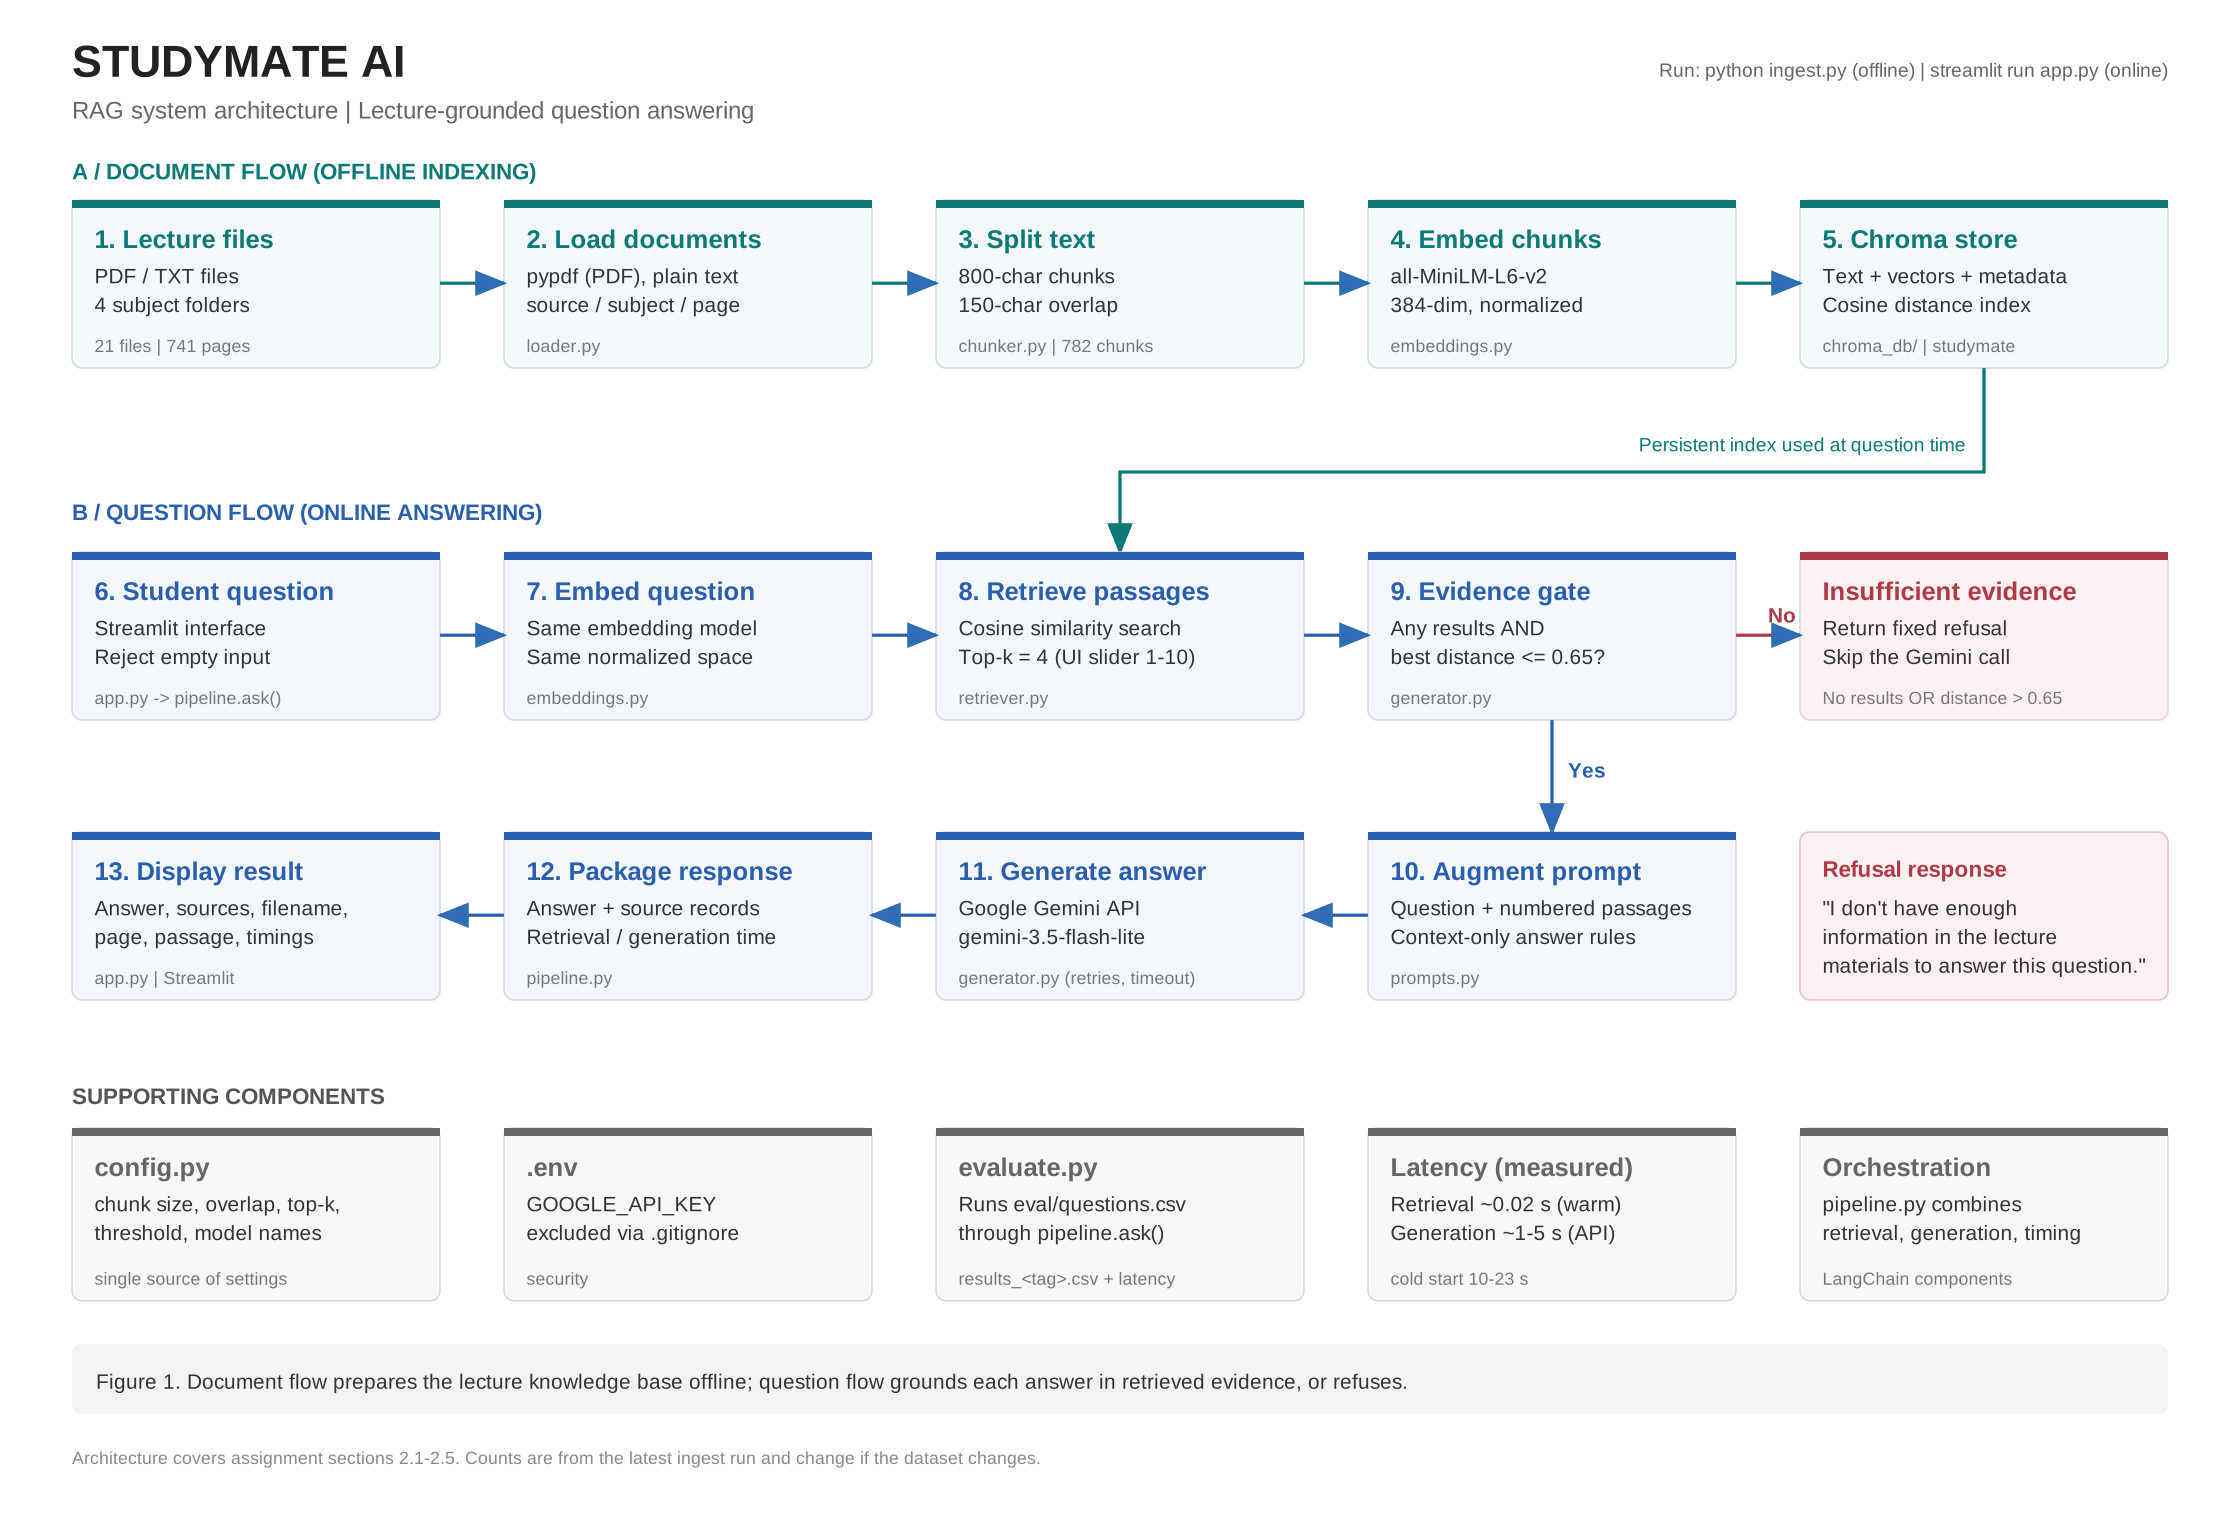 STUDYMATE AI
Run: python ingest.py (offline) | streamlit run app.py (online)
RAG system architecture | Lecture-grounded question answering
A / DOCUMENT FLOW (OFFLINE INDEXING)
1. Lecture files
PDF / TXT files
4 subject folders
21 files | 741 pages
2. Load documents
pypdf (PDF), plain text
source / subject / page
loader.py
3. Split text
800-char chunks
150-char overlap
chunker.py | 782 chunks
4. Embed chunks
all-MiniLM-L6-v2
384-dim, normalized
embeddings.py
5. Chroma store
Text + vectors + metadata
Cosine distance index
chroma_db/ | studymate
Persistent index used at question time
B / QUESTION FLOW (ONLINE ANSWERING)
6. Student question
Streamlit interface
Reject empty input
app.py -> pipeline.ask()
7. Embed question
Same embedding model
Same normalized space
embeddings.py
8. Retrieve passages
Cosine similarity search
Top-k = 4 (UI slider 1-10)
retriever.py
9. Evidence gate
Any results AND
best distance <= 0.65?
generator.py
No
Insufficient evidence
Return fixed refusal
Skip the Gemini call
No results OR distance > 0.65
Yes
13. Display result
Answer, sources, filename,
page, passage, timings
app.py | Streamlit
12. Package response
Answer + source records
Retrieval / generation time
pipeline.py
11. Generate answer
Google Gemini API
gemini-3.5-flash-lite
generator.py (retries, timeout)
10. Augment prompt
Question + numbered passages
Context-only answer rules
prompts.py
Refusal response
"I don't have enough
information in the lecture
materials to answer this question."
SUPPORTING COMPONENTS
config.py
chunk size, overlap, top-k,
threshold, model names
single source of settings
.env
GOOGLE_API_KEY
excluded via .gitignore
security
evaluate.py
Runs eval/questions.csv
through pipeline.ask()
results_<tag>.csv + latency
Latency (measured)
Retrieval ~0.02 s (warm)
Generation ~1-5 s (API)
cold start 10-23 s
Orchestration
pipeline.py combines
retrieval, generation, timing
LangChain components
Figure 1. Document flow prepares the lecture knowledge base offline; question flow grounds each answer in retrieved evidence, or refuses.
Architecture covers assignment sections 2.1-2.5. Counts are from the latest ingest run and change if the dataset changes.